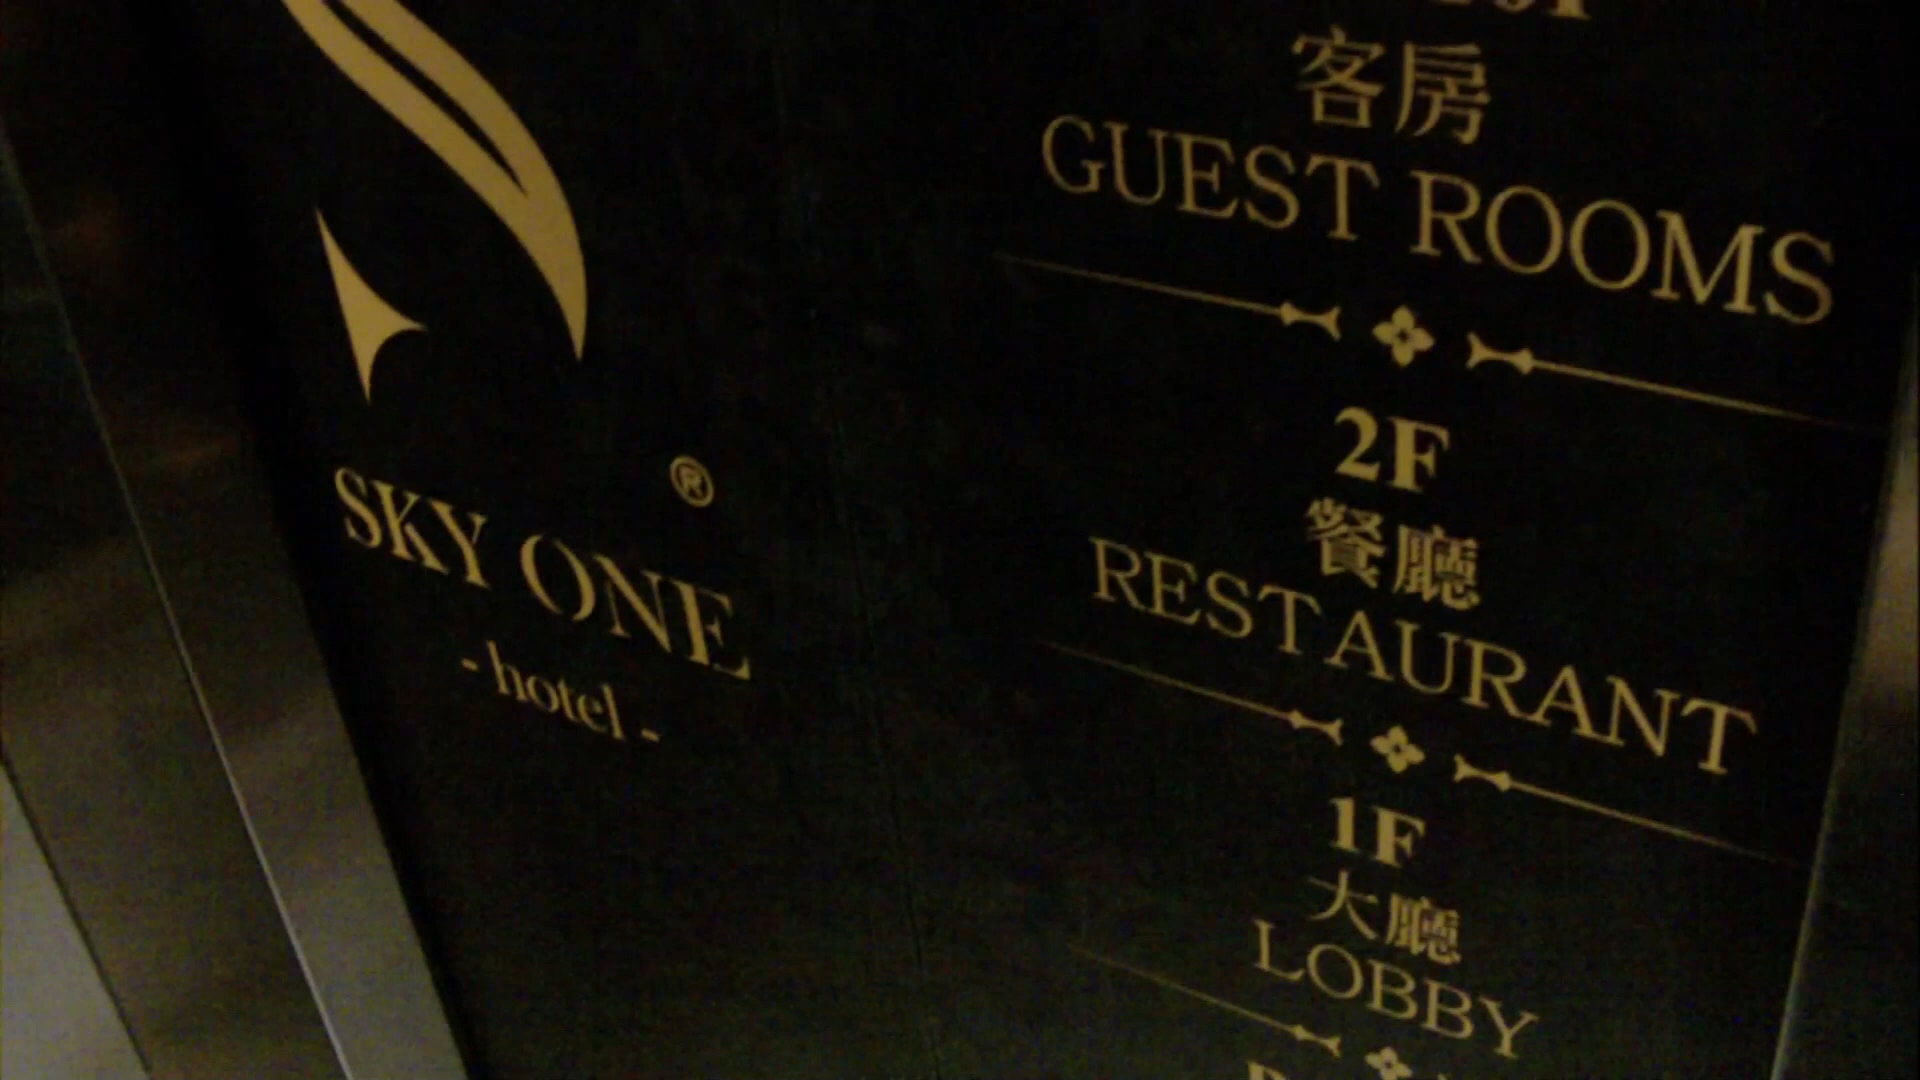 SKY ONE ®
- hotel -
客房
GUEST ROOMS
2F
餐廳
RESTAURANT
1F
大廳
LOBBY